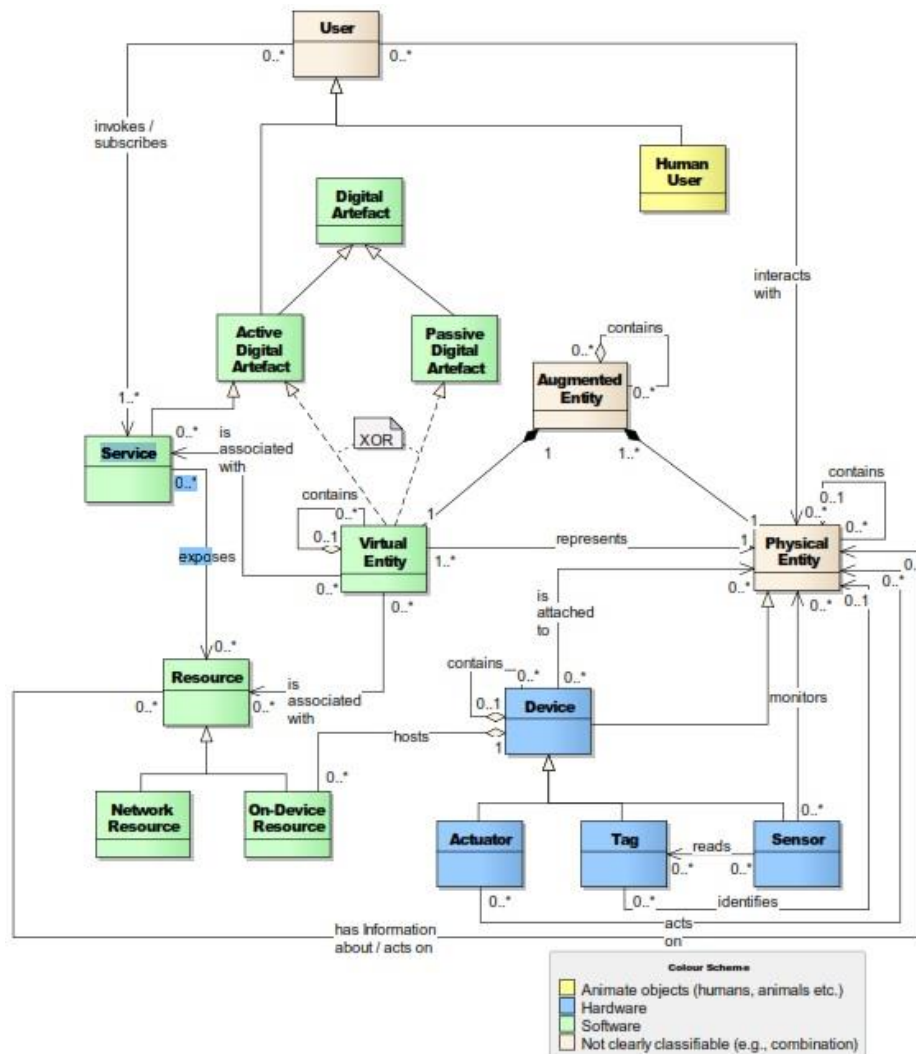 User
0..*
0..*
invokes /
subscribes
Human
User
Digital
Artefact
interacts
with
Active
Digital
Artefact
Passive
Digital
Artefact
contains
0..*
Augmented
Entity
0..*
1..*
0..*
is
associated
with
XOR
1
1..*
Service
0..*
contains
0..*
0..1
Virtual
Entity
1
1..*
0..*
0..*
represents
1
1
contains
0..1
0..*
0..*
Physical
Entity
0..*
0..1
0..*
exposes
is
attached
to
0..*
Resource
0..*
0..*
is
associated
with
contains
0..*
0..1
0..*
Device
1
monitors
hosts
0..*
Network
Resource
On-Device
Resource
0..*
Actuator
Tag
reads
0..*
0..*
Sensor
0..*
0..*
identifies
has Information
about / acts on
acts
on
Colour Scheme
Animate objects (humans, animals etc.)
Hardware
Software
Not clearly classifiable (e.g., combination)